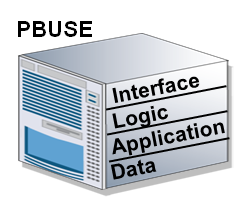 PBUSE
Interface
Logic
Application
Data